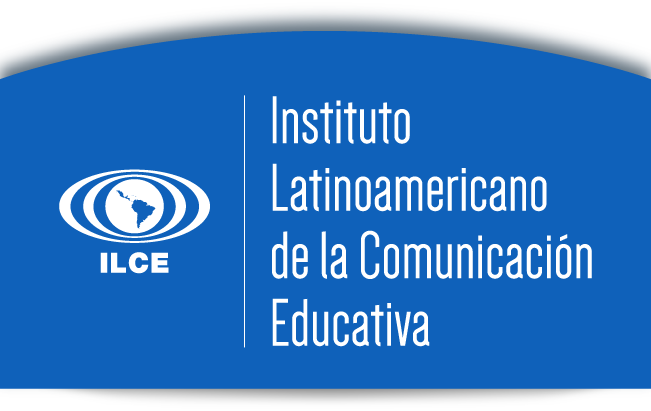 ILCE
Instituto
Latinoamericano
de la Comunicación
Educativa